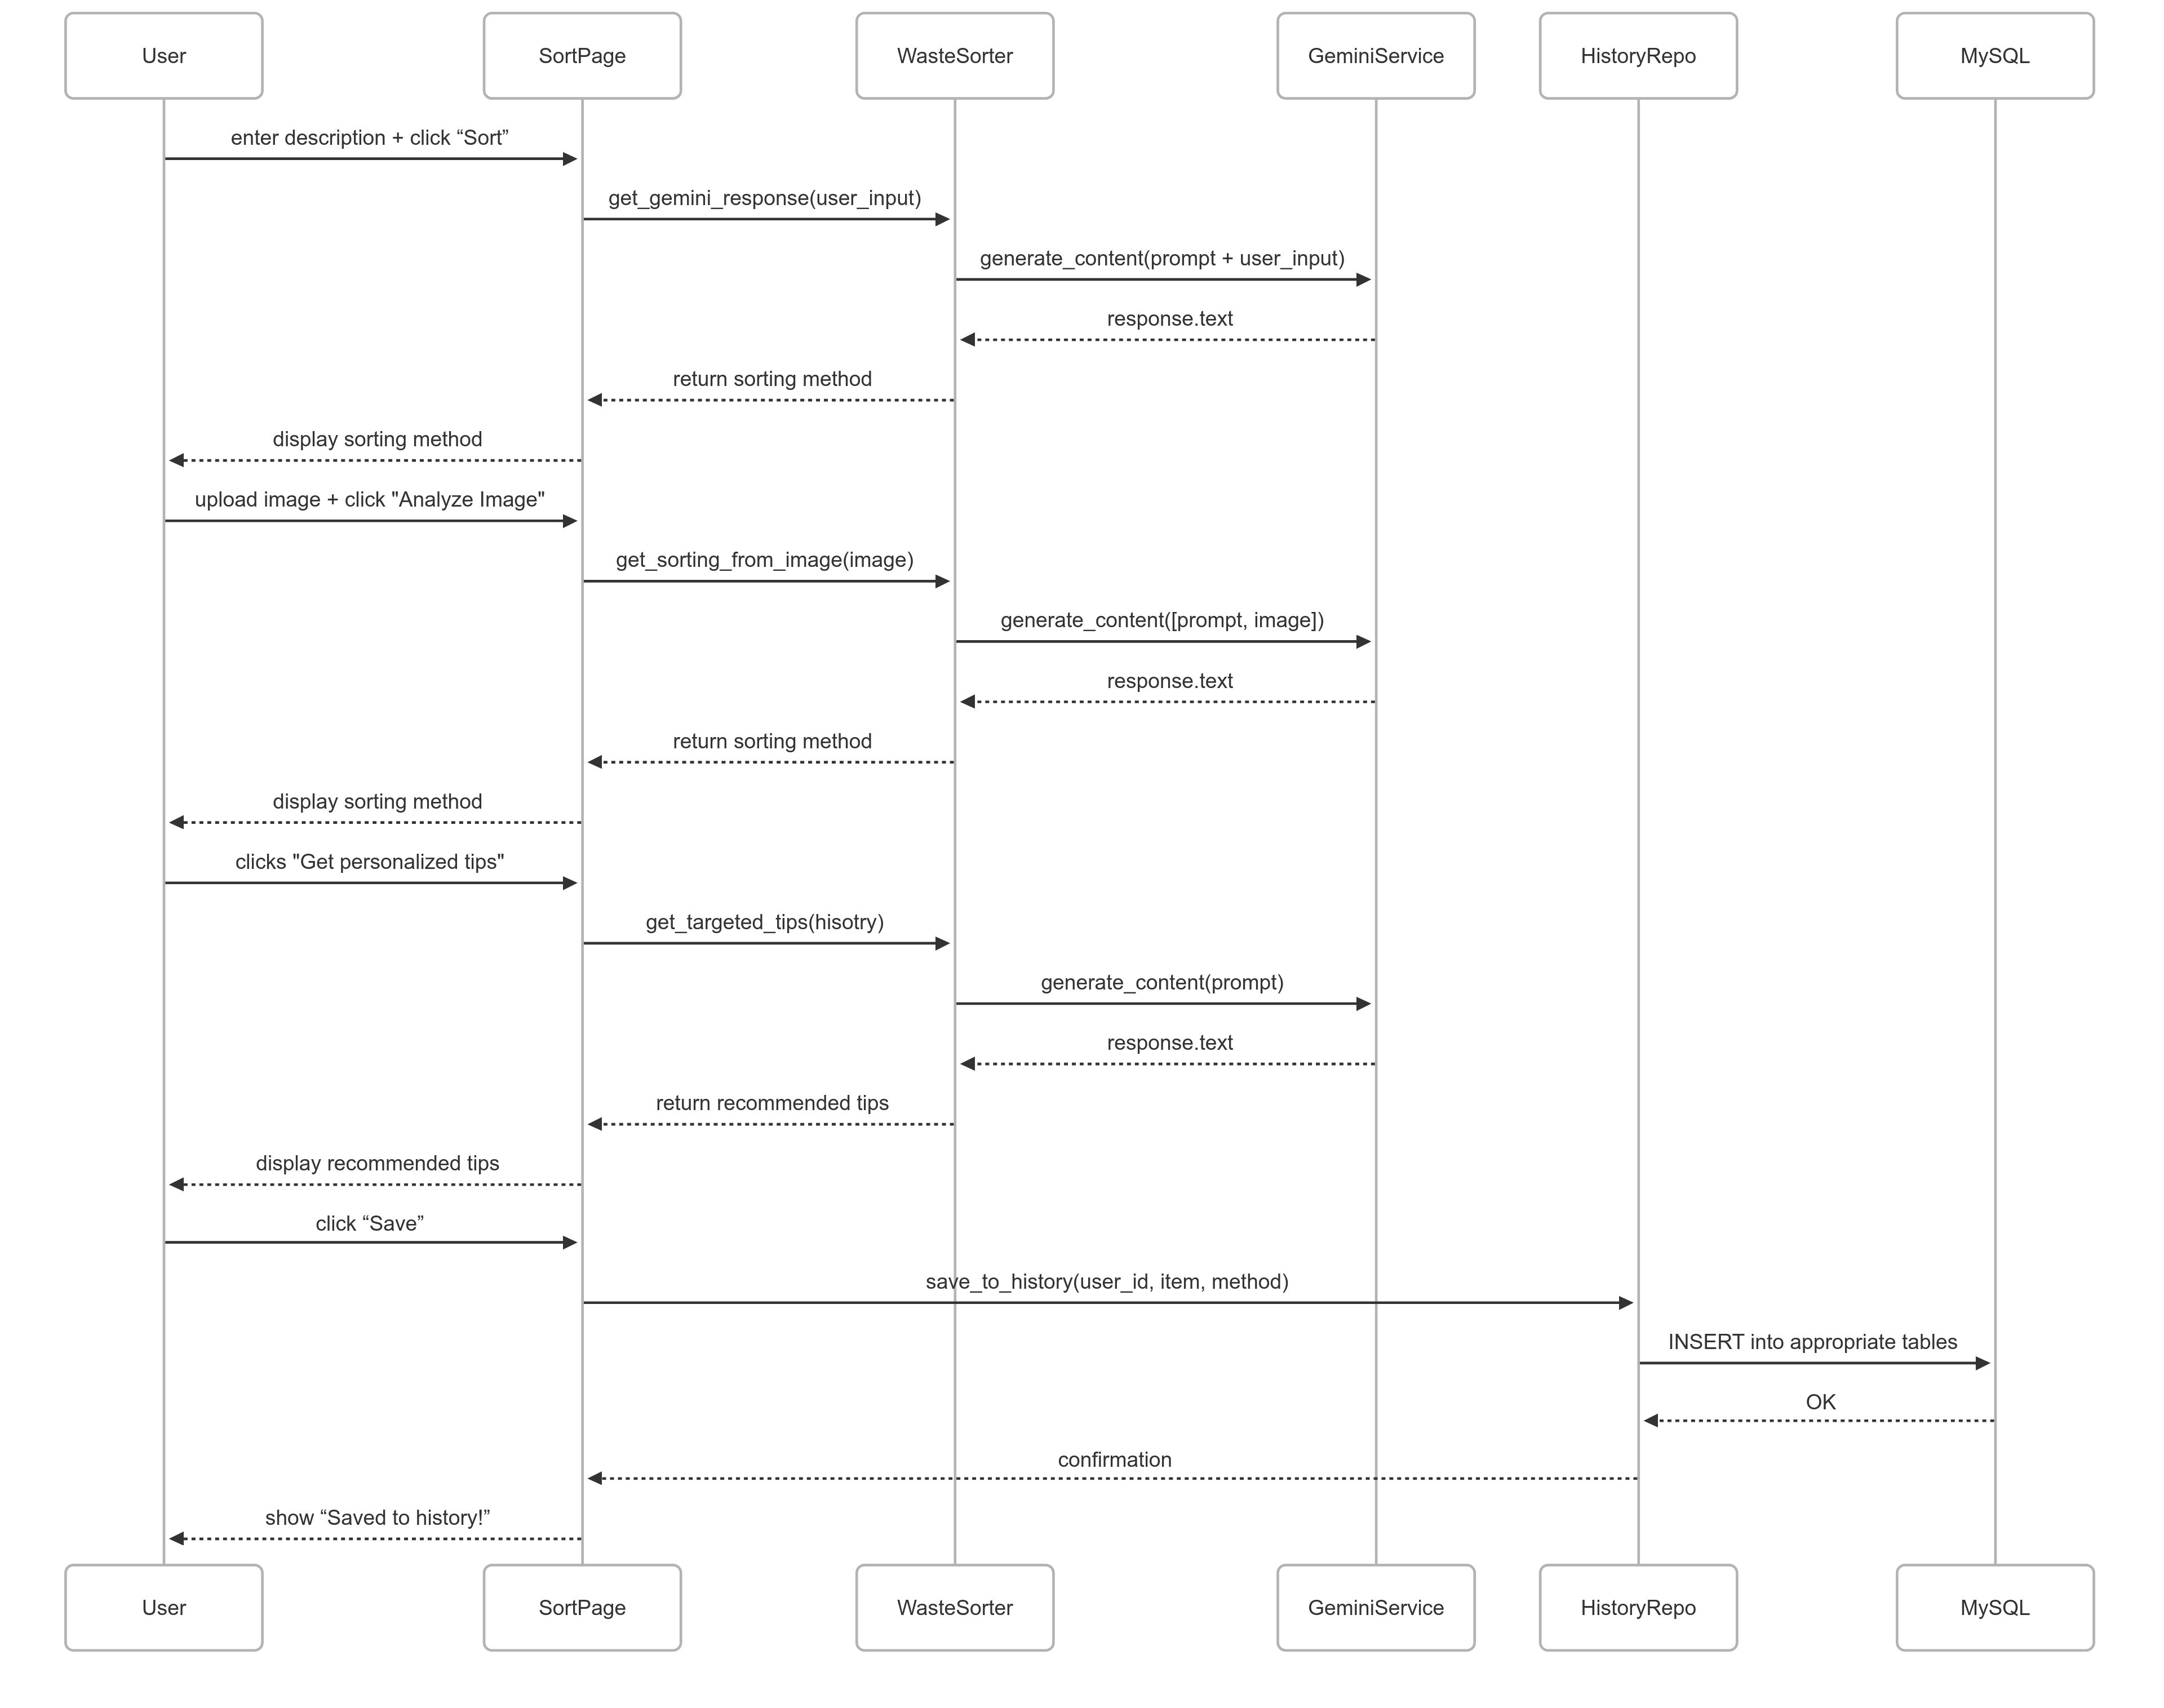 User
SortPage
WasteSorter
GeminiService
HistoryRepo
MySQL
enter description + click “Sort”
get_gemini_response(user_input)
generate_content(prompt + user_input)
response.text
return sorting method
display sorting method
upload image + click "Analyze Image"
get_sorting_from_image(image)
generate_content([prompt, image])
response.text
return sorting method
display sorting method
clicks "Get personalized tips"
get_targeted_tips(hisotry)
generate_content(prompt)
response.text
return recommended tips
display recommended tips
click “Save”
save_to_history(user_id, item, method)
INSERT into appropriate tables
OK
confirmation
show “Saved to history!”
User
SortPage
WasteSorter
GeminiService
HistoryRepo
MySQL